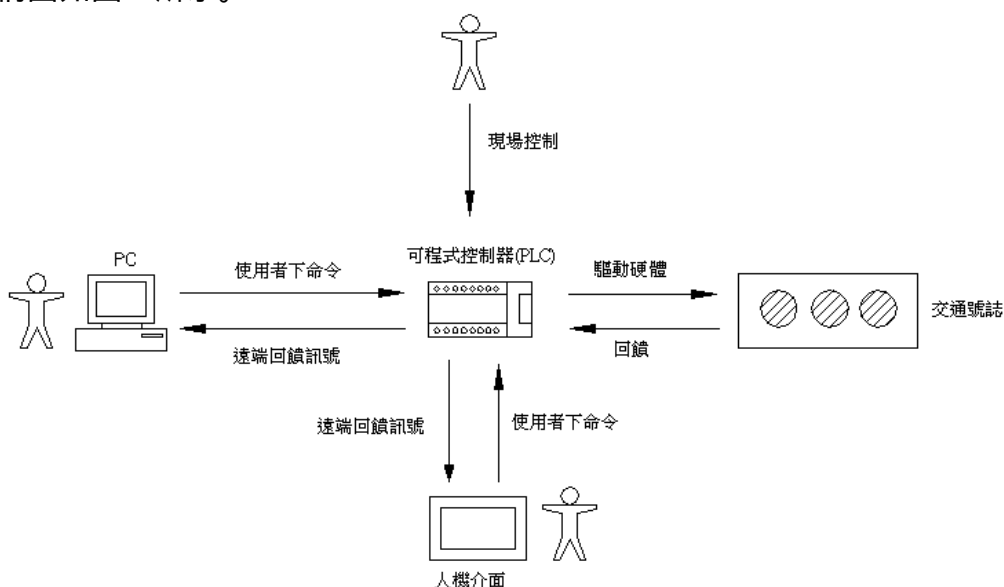 現場控制
可程式控制器(PLC)
PC
使用者下命令
驅動硬體
交通號誌
遠端回饋訊號
回饋
遠端回饋訊號
使用者下命令
人機介面